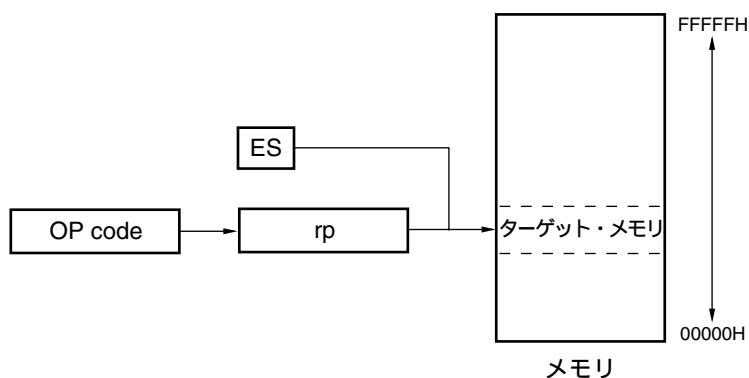 FFFFFH
ES
OP code
rp
ターゲット・メモリ
00000H
メモリ